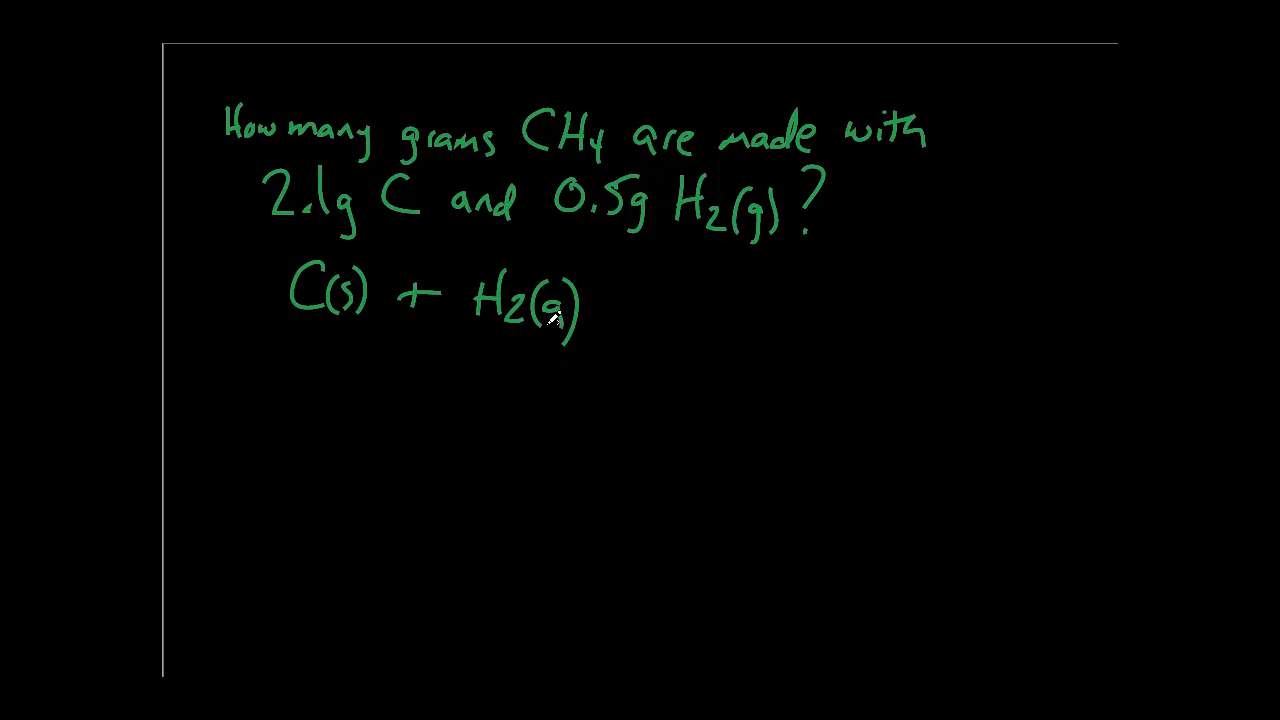 How many grams CH4 are made with
2.1g C and 0.5g H2(g)?
C(s) + H2(g)